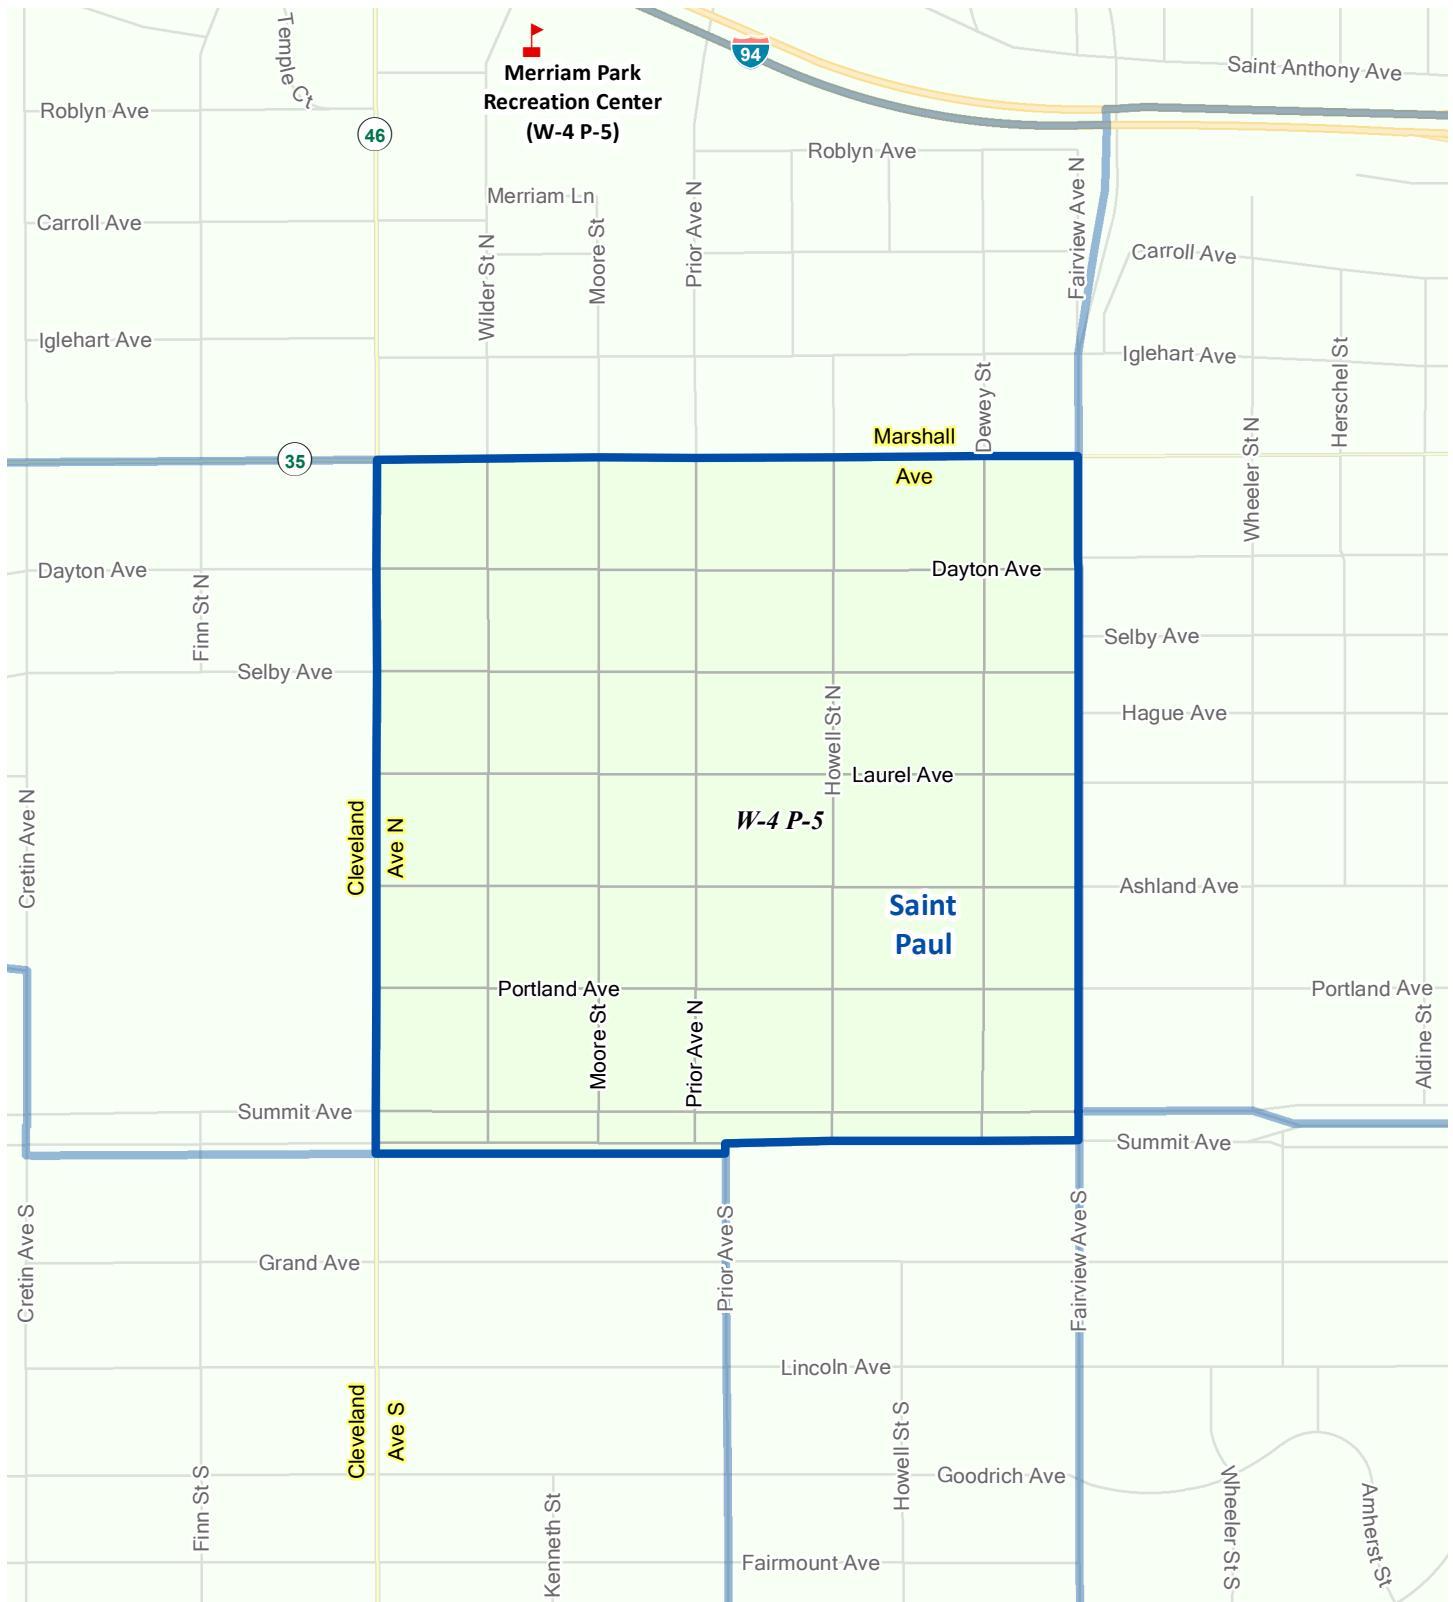 Temple Ct
94
Saint Anthony Ave
Merriam Park
Recreation Center
(W-4 P-5)
Roblyn Ave
46
Roblyn Ave
Merriam Ln
Carroll Ave
Wilder St N
Moore St
Prior Ave N
Fairview Ave N
Carroll Ave
Iglehart Ave
Iglehart Ave
Herschel St
Dewey St
Marshall
Ave
35
Wheeler St N
Dayton Ave
Dayton Ave
Finn St N
Selby Ave
Selby Ave
Howell St N
Hague Ave
Laurel Ave
Cretin Ave N
Cleveland
Ave N
W-4 P-5
Ashland Ave
Saint
Paul
Portland Ave
Portland Ave
Moore St
Prior Ave N
Aldine St
Summit Ave
Summit Ave
Cretin Ave S
Prior Ave S
Fairview Ave S
Grand Ave
Lincoln Ave
Cleveland
Ave S
Howell St S
Goodrich Ave
Finn St S
Kenneth St
Wheeler St S
Amherst St
Fairmount Ave